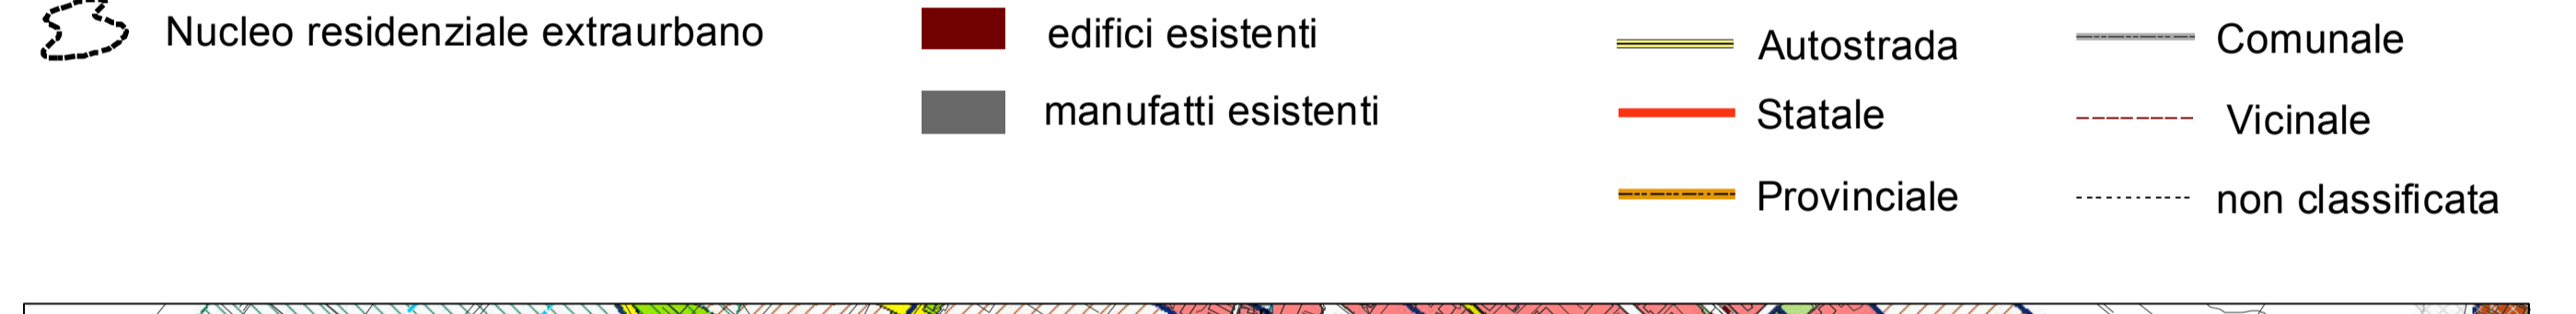 Nucleo residenziale extraurbano
edifici esistenti
manufatti esistenti
Autostrada
Statale
Provinciale
Comunale
Vicinale
non classificata